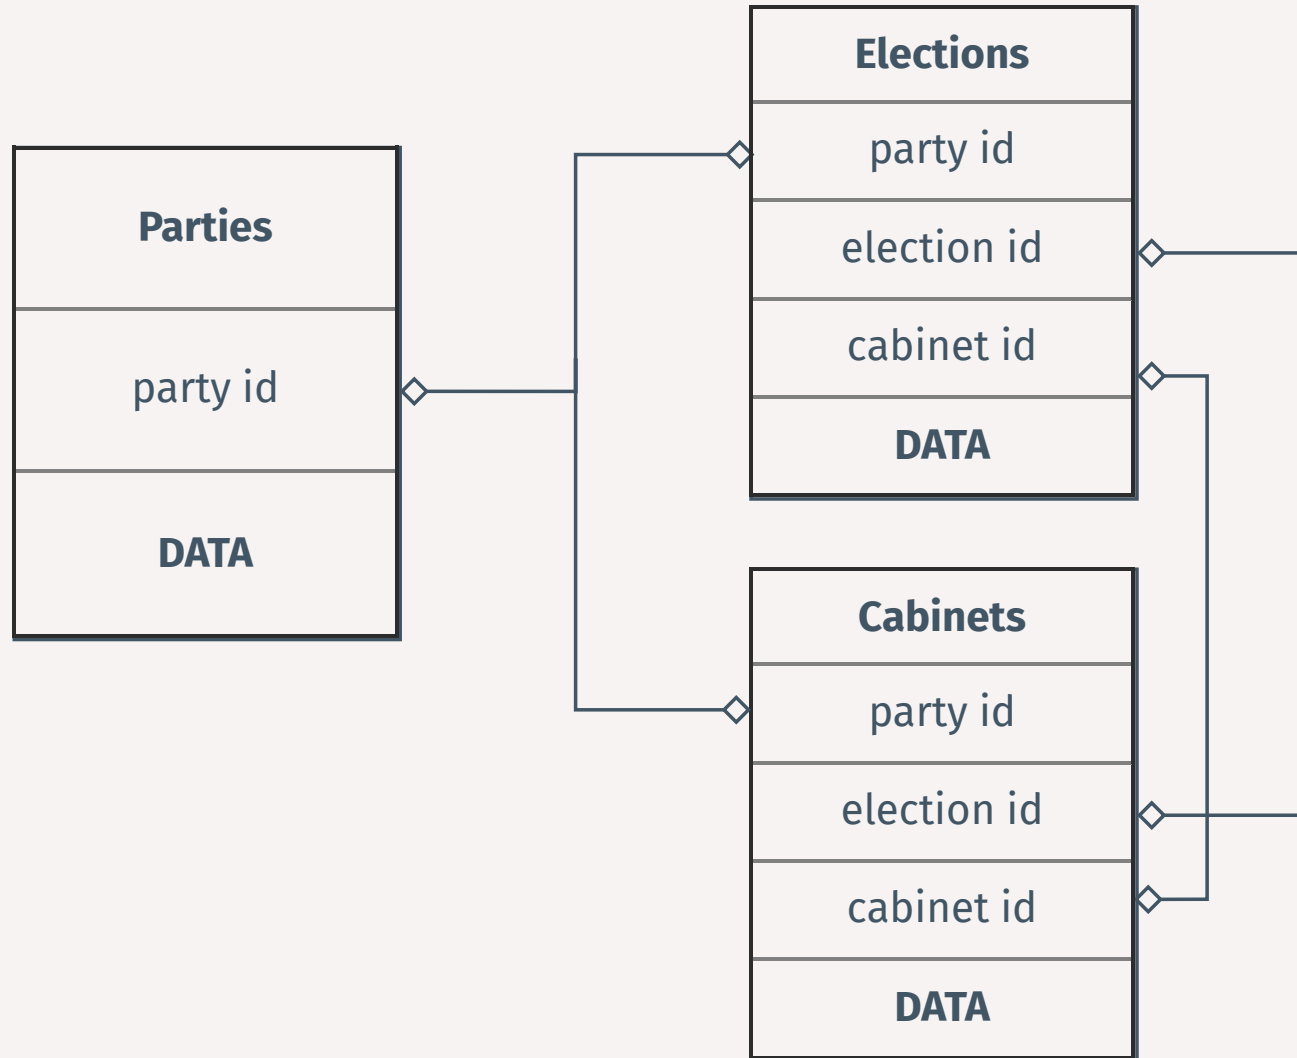 Parties
party id
DATA
Elections
party id
election id
cabinet id
DATA
Cabinets
party id
election id
cabinet id
DATA